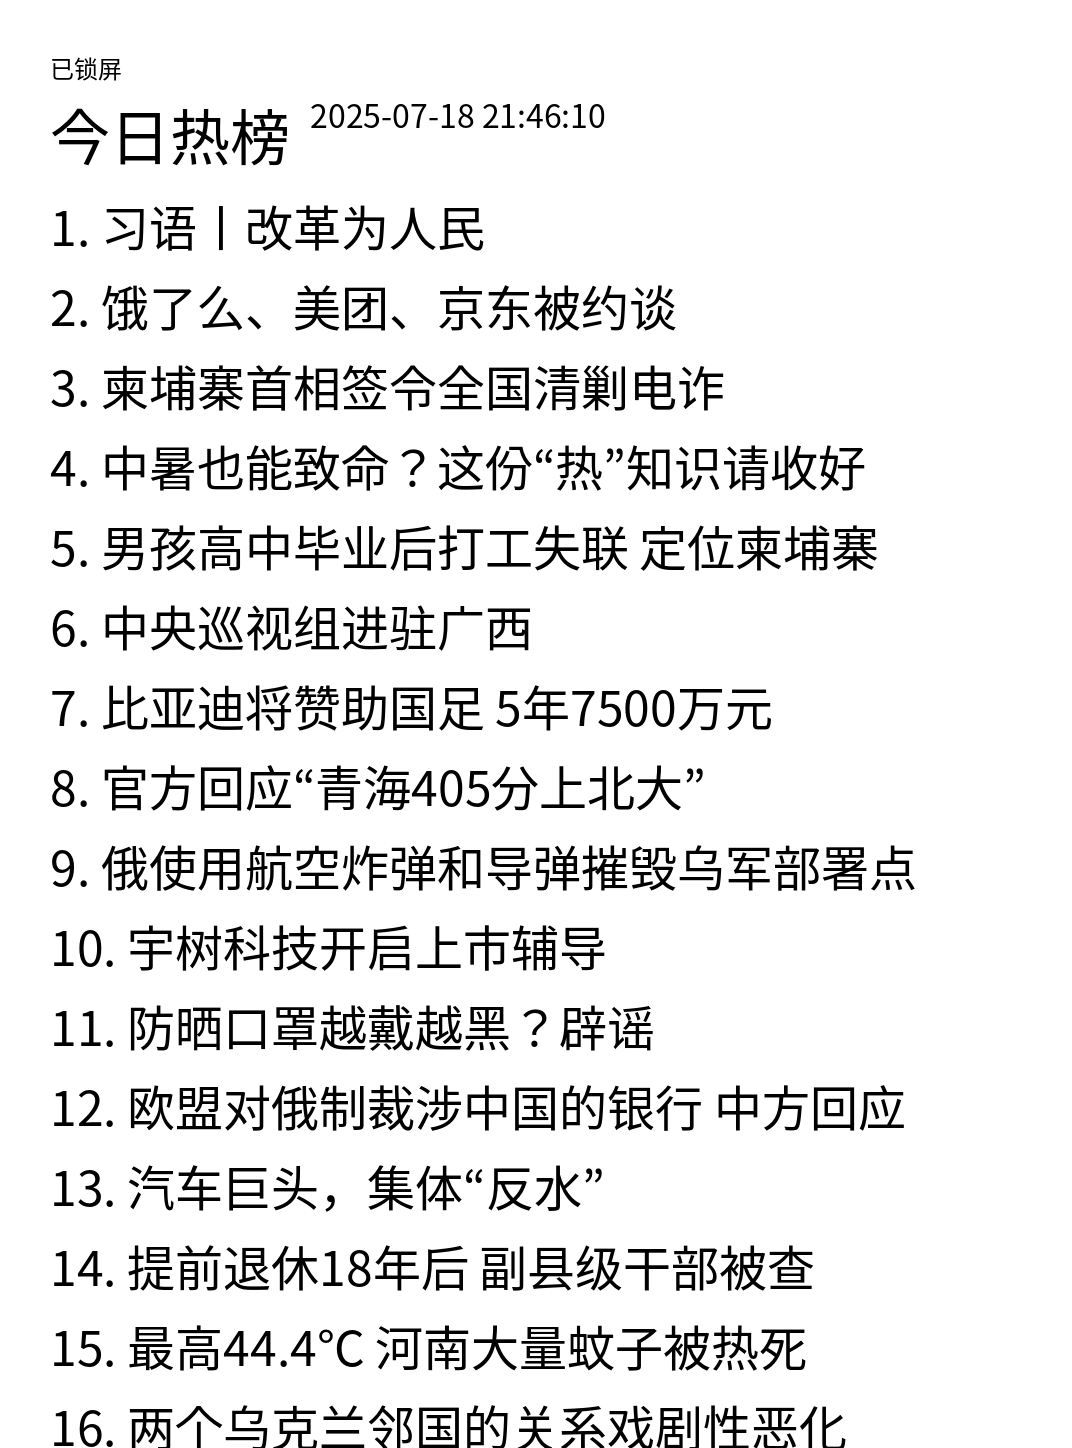 已锁屏
今日热榜 2025-07-18 21:46:10
1. 习语丨改革为人民
2. 饿了么、美团、京东被约谈
3. 柬埔寨首相签令全国清剿电诈
4. 中暑也能致命？这份“热”知识请收好
5. 男孩高中毕业后打工失联 定位柬埔寨
6. 中央巡视组进驻广西
7. 比亚迪将赞助国足 5年7500万元
8. 官方回应“青海405分上北大”
9. 俄使用航空炸弹和导弹摧毁乌军部署点
10. 宇树科技开启上市辅导
11. 防晒口罩越戴越黑？辟谣
12. 欧盟对俄制裁涉中国的银行 中方回应
13. 汽车巨头，集体“反水”
14. 提前退休18年后 副县级干部被查
15. 最高44.4℃ 河南大量蚊子被热死
16. 两个乌克兰邻国的关系戏剧性恶化